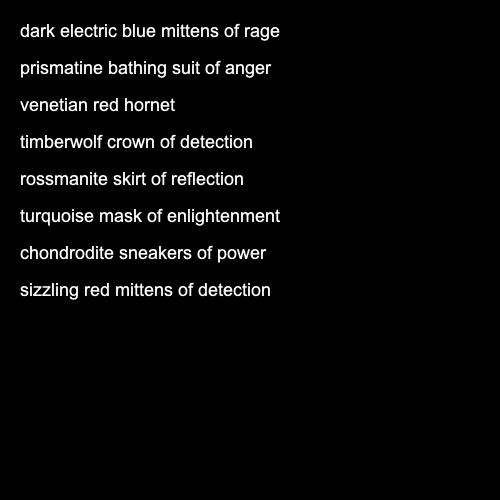 dark electric blue mittens of rage
prismatine bathing suit of anger
venetian red hornet
timberwolf crown of detection
rossmanite skirt of reflection
turquoise mask of enlightenment
chondrodite sneakers of power
sizzling red mittens of detection